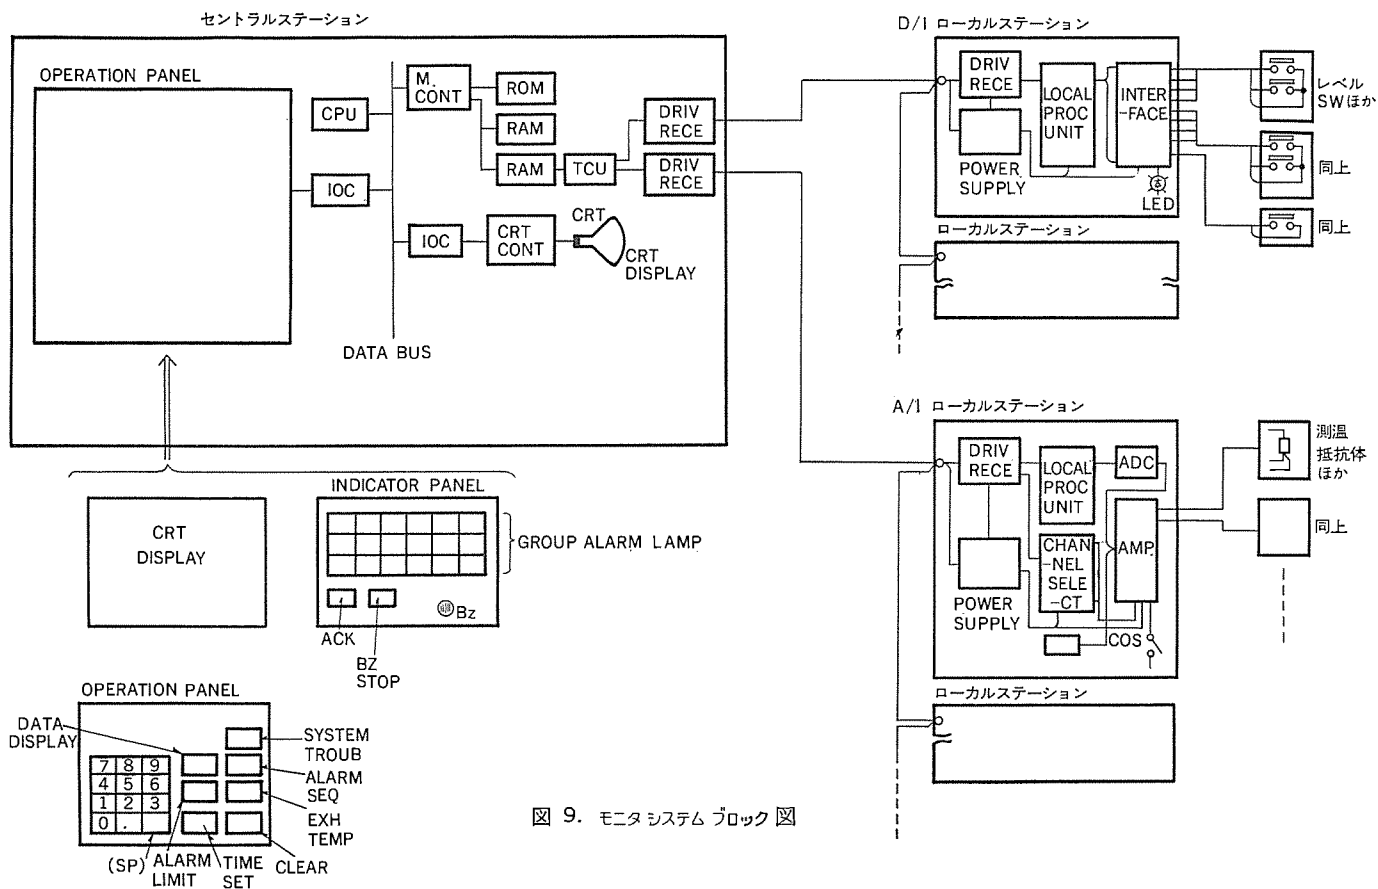 セントラルステーション
OPERATION PANEL
CPU
IOC
M.
CONT
ROM
RAM
RAM
TCU
DRIV
RECE
DRIV
RECE
IOC
CRT
CONT
CRT
CRT
DISPLAY
DATA BUS
D/I ローカルステーション
DRIV
RECE
LOCAL
PROC
UNIT
INTER
-FACE
POWER
SUPPLY
LED
レベル
SWほか
同上
同上
ローカルステーション
A/I ローカルステーション
DRIV
RECE
LOCAL
PROC
UNIT
ADC
CHAN
-NEL
SELE
-CT
AMP.
POWER
SUPPLY
COS
測温
抵抗体
ほか
同上
ローカルステーション
CRT
DISPLAY
INDICATOR PANEL
GROUP ALARM LAMP
ACK
BZ
STOP
Bz
OPERATION PANEL
DATA
DISPLAY
7 8 9
4 5 6
1 2 3
0 .
(SP)
ALARM
LIMIT
TIME
SET
CLEAR
SYSTEM
TROUB
ALARM
SEQ
EXH
TEMP
図 9. モニタ システム ブロック 図